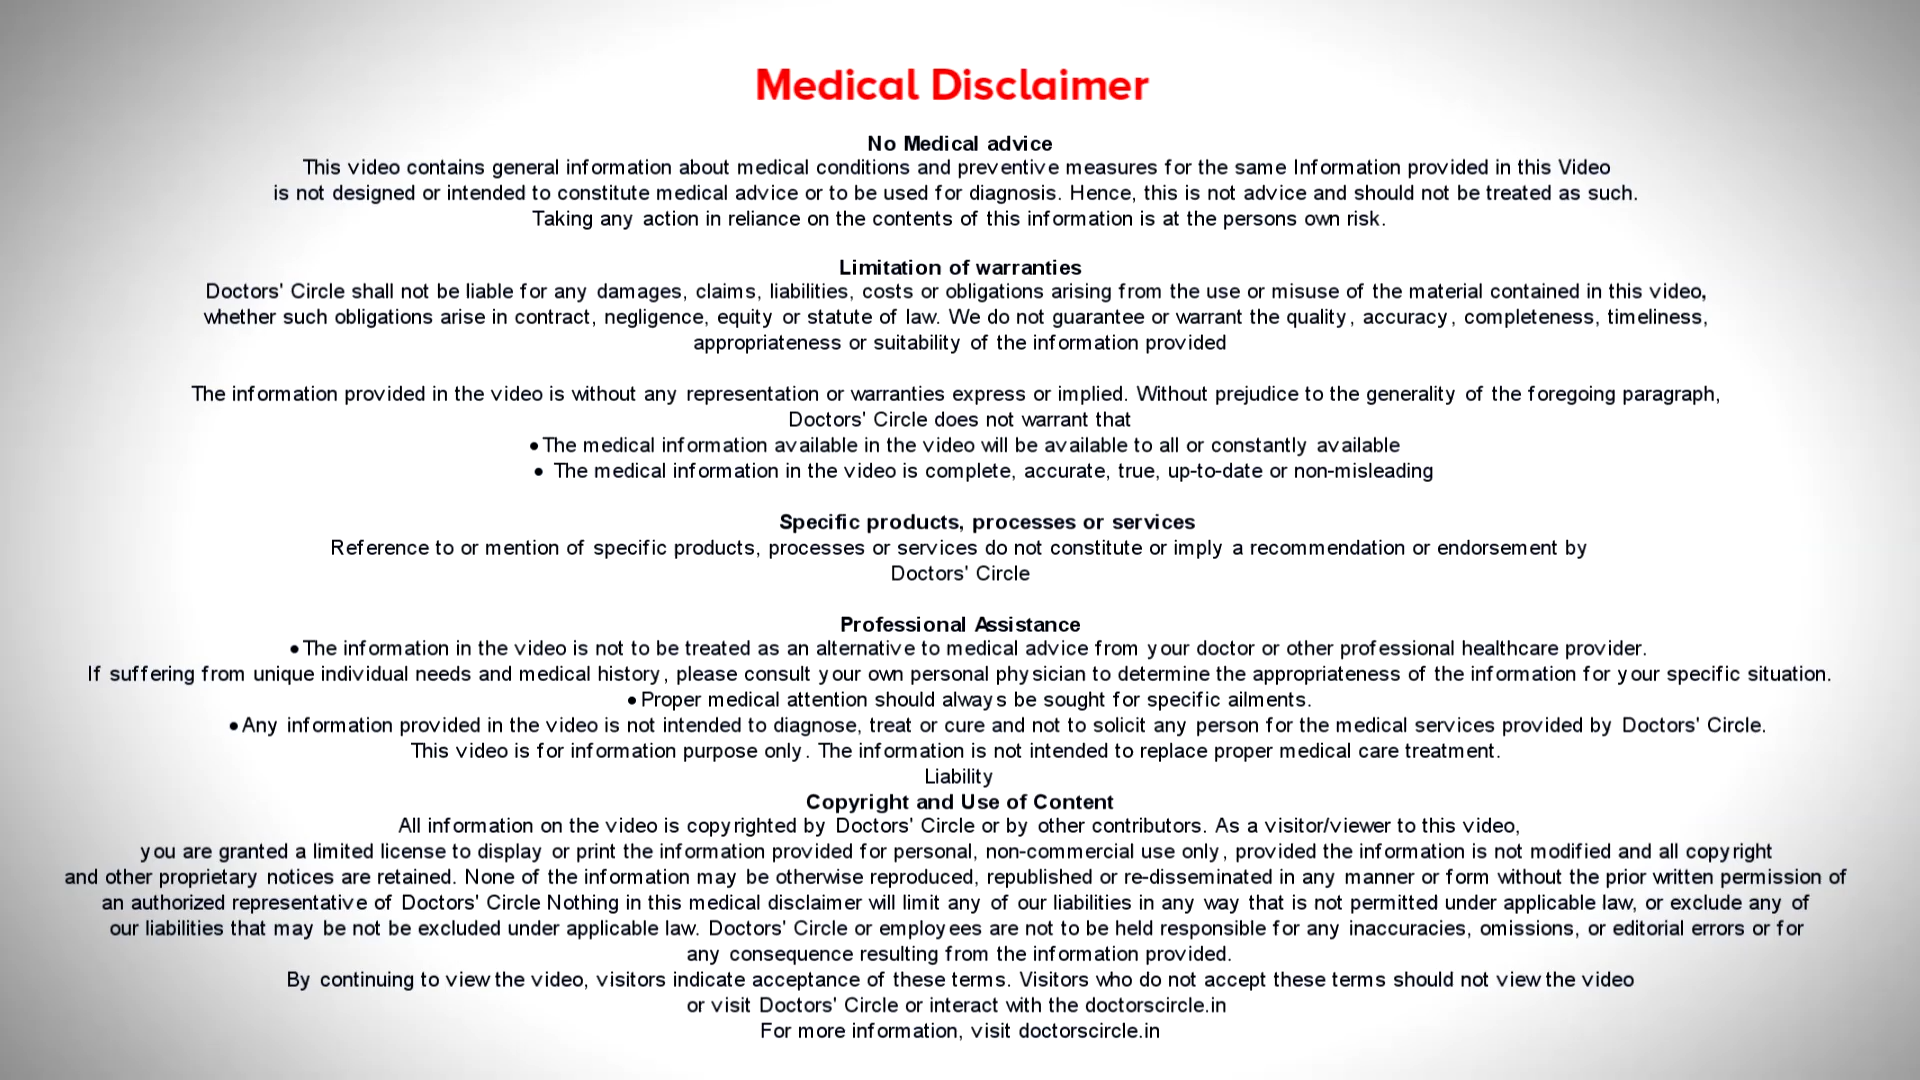 Medical Disclaimer
No Medical advice
This video contains general information about medical conditions and preventive measures for the same Information provided in this Video
is not designed or intended to constitute medical advice or to be used for diagnosis. Hence, this is not advice and should not be treated as such.
Taking any action in reliance on the contents of this information is at the persons own risk.
Limitation of warranties
Doctors' Circle shall not be liable for any damages, claims, liabilities, costs or obligations arising from the use or misuse of the material contained in this video,
whether such obligations arise in contract, negligence, equity or statute of law. We do not guarantee or warrant the quality, accuracy, completeness, timeliness,
appropriateness or suitability of the information provided
The information provided in the video is without any representation or warranties express or implied. Without prejudice to the generality of the foregoing paragraph,
Doctors' Circle does not warrant that
• The medical information available in the video will be available to all or constantly available
• The medical information in the video is complete, accurate, true, up-to-date or non-misleading
Specific products, processes or services
Reference to or mention of specific products, processes or services do not constitute or imply a recommendation or endorsement by
Doctors' Circle
Professional Assistance
• The information in the video is not to be treated as an alternative to medical advice from your doctor or other professional healthcare provider.
If suffering from unique individual needs and medical history, please consult your own personal physician to determine the appropriateness of the information for your specific situation.
• Proper medical attention should always be sought for specific ailments.
• Any information provided in the video is not intended to diagnose, treat or cure and not to solicit any person for the medical services provided by Doctors' Circle.
This video is for information purpose only. The information is not intended to replace proper medical care treatment.
Liability
Copyright and Use of Content
All information on the video is copyrighted by Doctors' Circle or by other contributors. As a visitor/viewer to this video,
you are granted a limited license to display or print the information provided for personal, non-commercial use only, provided the information is not modified and all copyright
and other proprietary notices are retained. None of the information may be otherwise reproduced, republished or re-disseminated in any manner or form without the prior written permission of
an authorized representative of Doctors' Circle Nothing in this medical disclaimer will limit any of our liabilities in any way that is not permitted under applicable law, or exclude any of
our liabilities that may be not be excluded under applicable law. Doctors' Circle or employees are not to be held responsible for any inaccuracies, omissions, or editorial errors or for
any consequence resulting from the information provided.
By continuing to view the video, visitors indicate acceptance of these terms. Visitors who do not accept these terms should not view the video
or visit Doctors' Circle or interact with the doctorscircle.in
For more information, visit doctorscircle.in